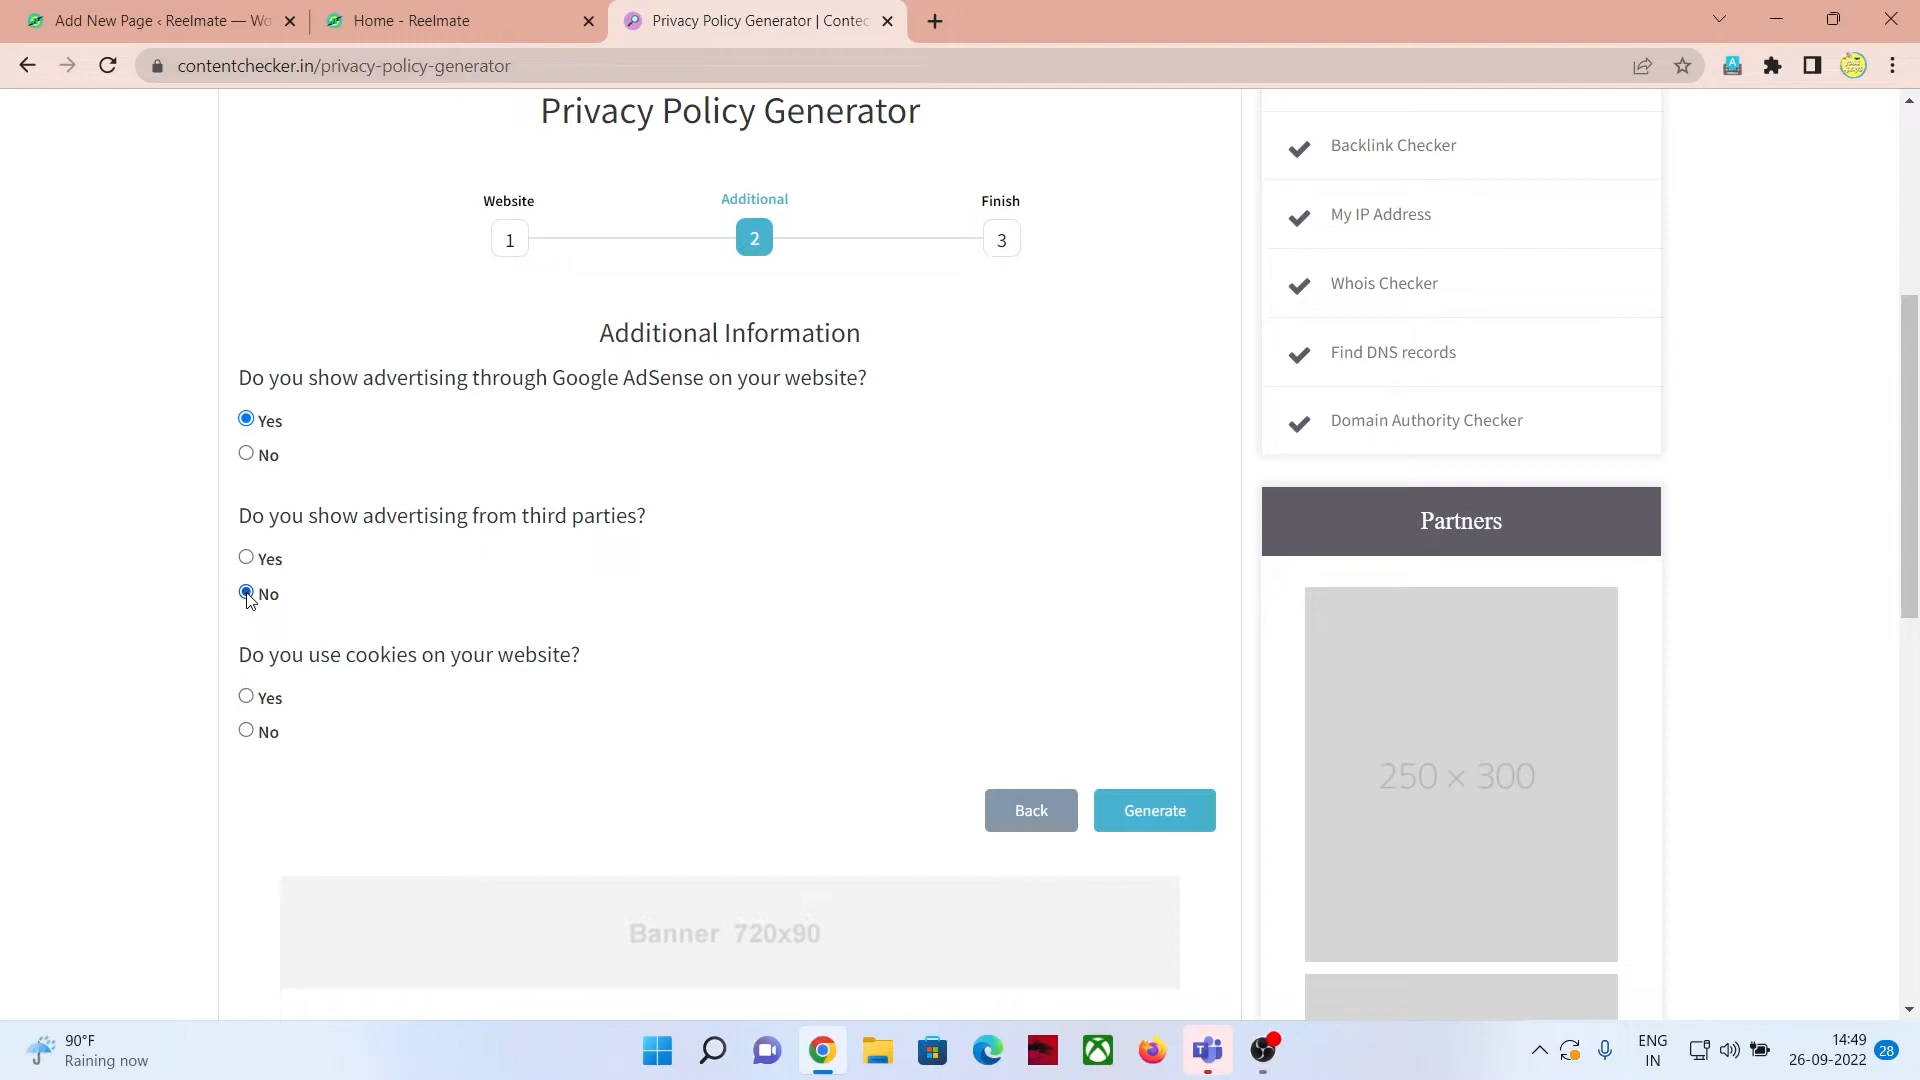 Add New Page ‹ Reelmate — Wo
Home - Reelmate
Privacy Policy Generator | Contec
contentchecker.in/privacy-policy-generator
Privacy Policy Generator
Website
Additional
Finish
1
2
3
Additional Information
Do you show advertising through Google AdSense on your website?
Yes
No
Do you show advertising from third parties?
Yes
No
Do you use cookies on your website?
Yes
No
Back
Generate
Banner 720x90
Backlink Checker
My IP Address
Whois Checker
Find DNS records
Domain Authority Checker
Partners
250 × 300
90°F
Raining now
ENG
IN
14:49
26-09-2022
28